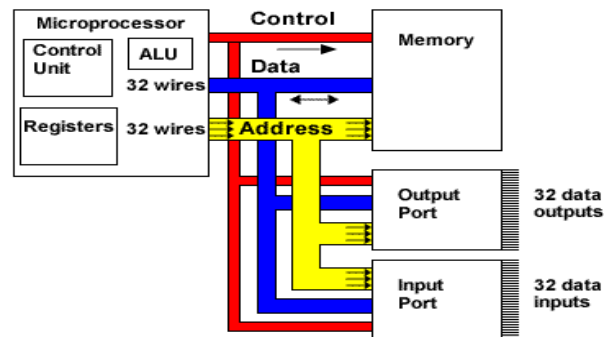 Microprocessor
Control
Unit
ALU
32 wires
Registers
32 wires
Control
Data
Address
Memory
Output
Port
32 data
outputs
Input
Port
32 data
inputs